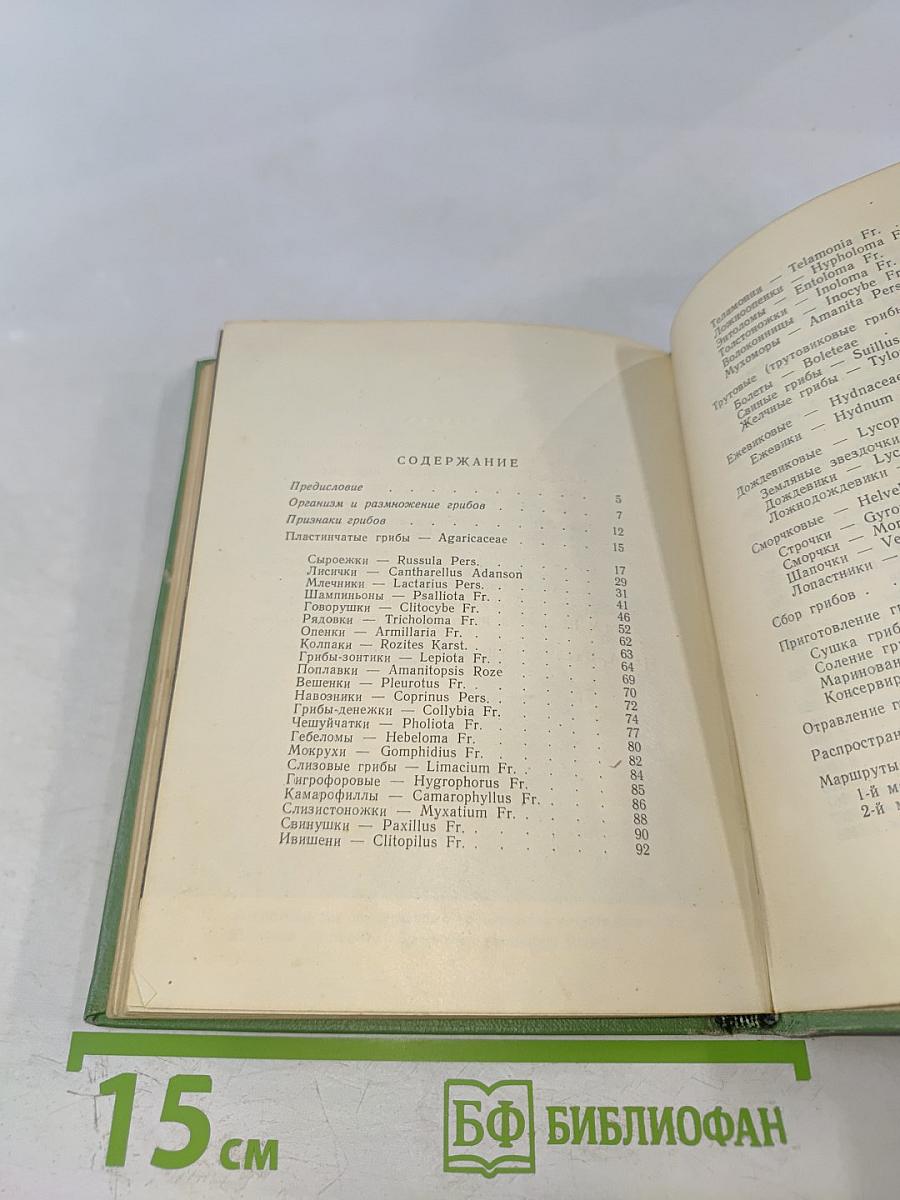 СОДЕРЖАНИЕ
Предисловие . . . . . . . . . . 5
Организм и размножение грибов . . . . . 7
Признаки грибов . . . . . . . . . 12
Пластинчатые грибы — Agaricaceae . . . . 15
Сыроежки — Russula Pers. . . . . . 17
Лисички — Cantharellus Adanson . . . 29
Млечники — Lactarius Pers. . . . . . 31
Шампиньоны — Psalliota Fr. . . . . . 41
Говорушки — Clitocybe Fr. . . . . . 46
Рядовки — Tricholoma Fr. . . . . . 52
Опенки — Armillaria Fr. . . . . . 62
Колпаки — Rozites Karst. . . . . . 63
Грибы-зонтики — Lepiota Fr. . . . . . 64
Поплавки — Amanitopsis Roze . . . . 69
Вешенки — Pleurotus Fr. . . . . . 70
Навозники — Coprinus Pers. . . . . . 72
Грибы-денежки — Collybia Fr. . . . . 74
Чешуйчатки — Pholiota Fr. . . . . . 77
Гебеломы — Hebeloma Fr. . . . . . 80
Мокрухи — Gomphidius Fr. . . . . . 82
Слизовые грибы — Limacium Fr. . . . . 84
Гигрофоровые — Hygrophorus Fr. . . . . 85
Камарофиллы — Camarophyllus Fr. . . . . 86
Слизистоножки — Myxatium Fr. . . . . 88
Свинушки — Paxillus Fr. . . . . . 90
Ивишени — Clitopilus Fr. . . . . . 92
Теламонии — Telamonia Fr. .
Ложноопенки — Hypholoma F
Энтоломы — Entoloma Fr.
Толстоножки — Inoloma Fr.
Волоконницы — Inocybe Fr
Мухоморы — Amanita Pers
Трутовые (трутовиковые грибы
Болеты — Boleteae .
Свиные грибы — Suillus
Желчные грибы — Tylo
Ежевиковые — Hydnaceae
Ежевики — Hydnum
Дождевиковые — Lycop
Земляные звездочки
Дождевики — Lyc
Ложнодождевики —
Сморчковые — Helvel
Строчки — Gyro
Сморчки — Mor
Шапочки — Ve
Лопастники —
Сбор грибов . .
Приготовление г
Сушка гриб
Соление гр
Маринован
Консервир
Отравление г
Распростран
Маршруты
1-й м
2-й м
15 см
БФ БИБЛИОФАН